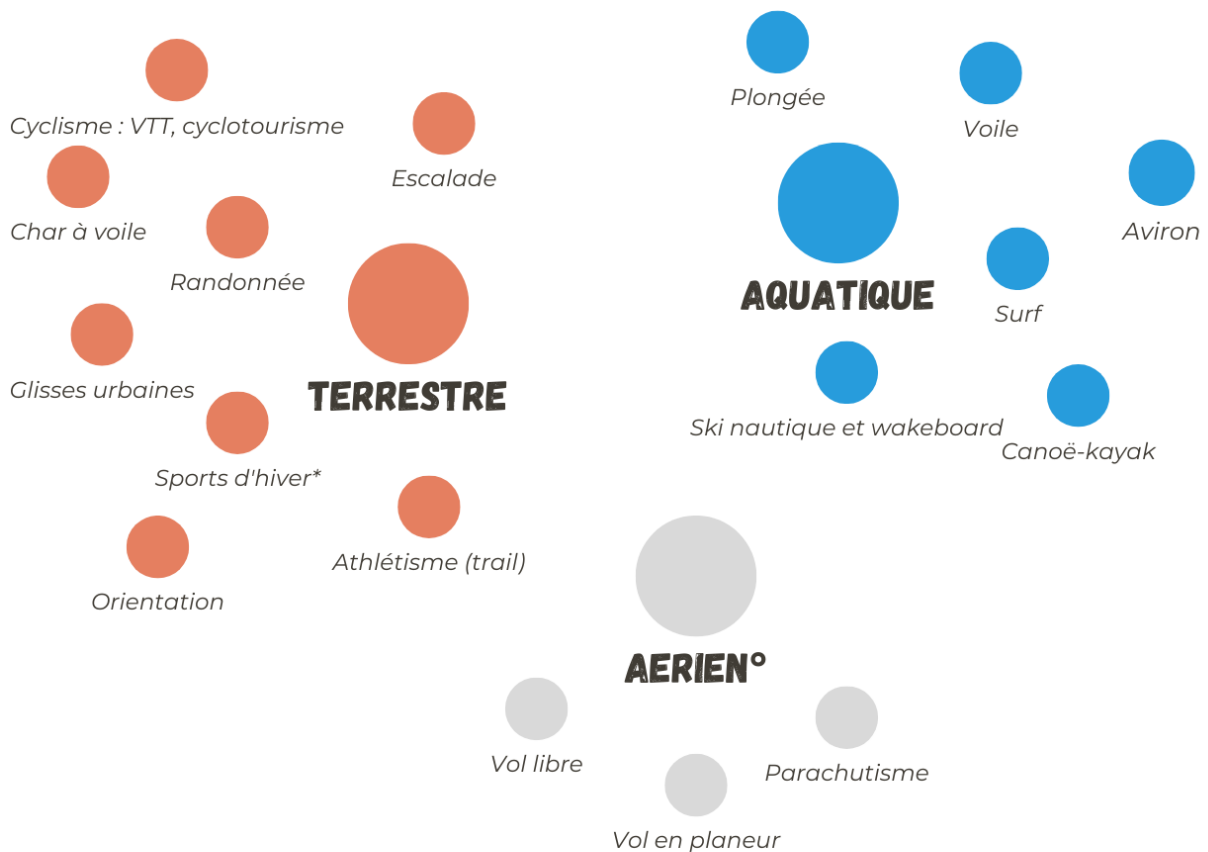 Plongée
Cyclisme : VTT, cyclotourisme
Voile
Escalade
Char à voile
Aviron
Randonnée
AQUATIQUE
Surf
Glisses urbaines
TERRESTRE
Ski nautique et wakeboard
Canoë-kayak
Sports d'hiver*
Athlétisme (trail)
Orientation
AERIEN°
Vol libre
Parachutisme
Vol en planeur